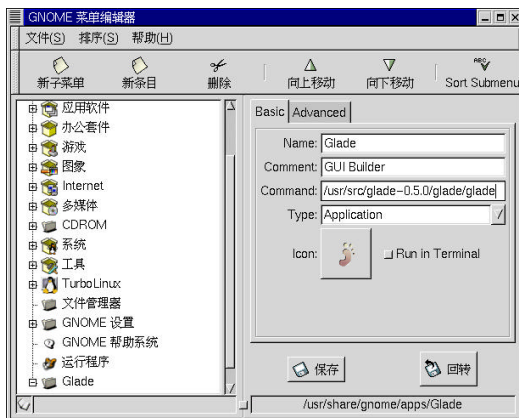 GNOME 菜单编辑器
文件(S) 排序(S) 帮助(H)
新子菜单 新条目 删除 向上移动 向下移动 Sort Submenu
应用软件
办公套件
游戏
图象
Internet
多媒体
CDROM
系统
工具
TurboLinux
文件管理器
GNOME 设置
GNOME 帮助系统
运行程序
Glade
Basic Advanced
Name: Glade
Comment: GUI Builder
Command: /usr/src/glade-0.5.0/glade/glade
Type: Application
Icon: Run in Terminal
保存 回转
/usr/share/gnome/apps/Glade